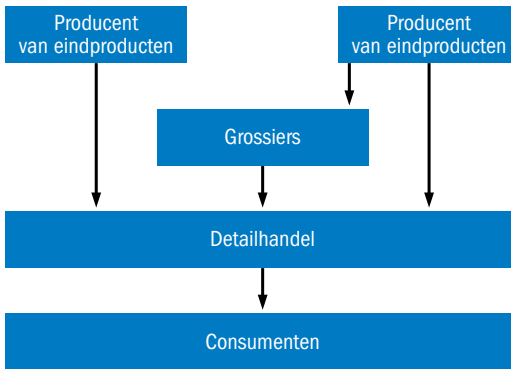 Producent
van eindproducten
Producent
van eindproducten
Grossiers
Detailhandel
Consumenten